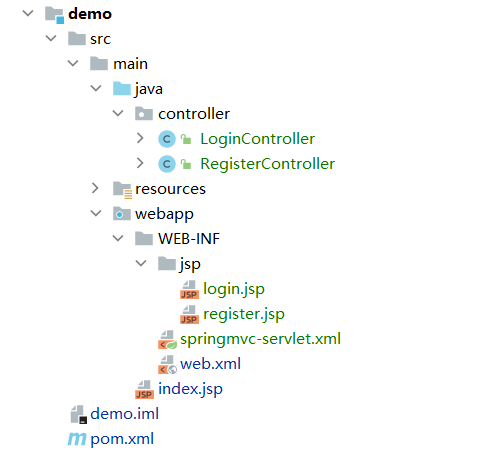 demo
src
main
java
controller
C LoginController
C RegisterController
resources
webapp
WEB-INF
jsp
JSP login.jsp
JSP register.jsp
springmvc-servlet.xml
web.xml
JSP index.jsp
demo.iml
m pom.xml